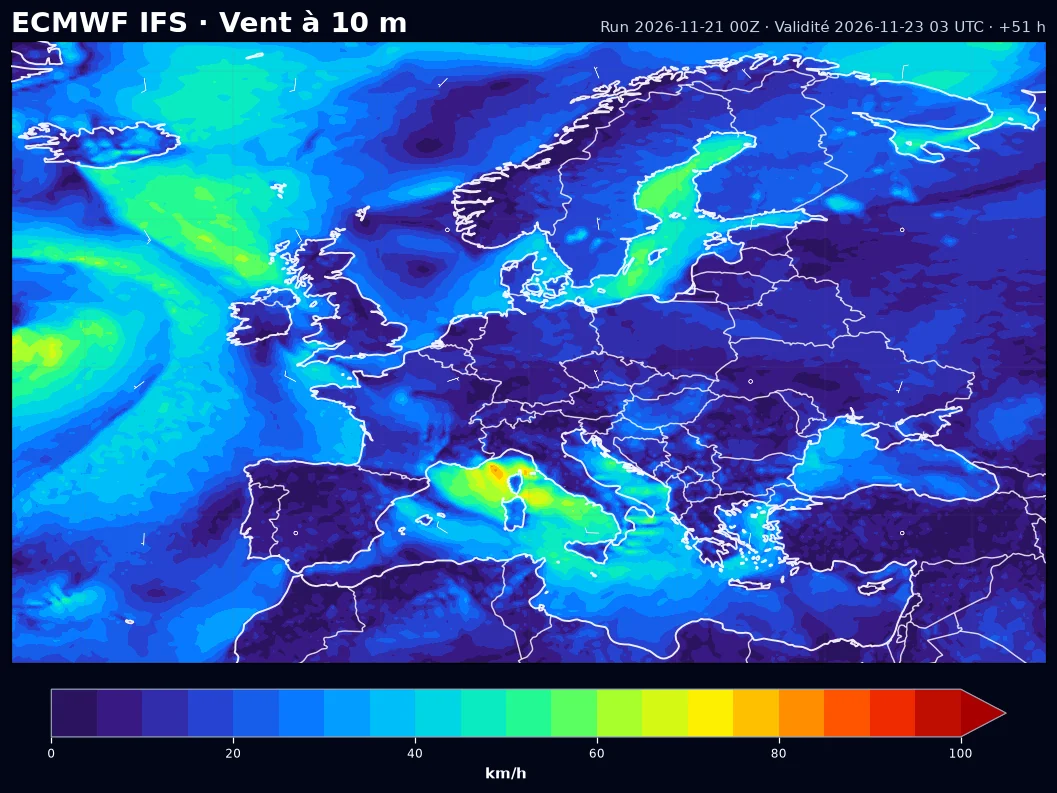 ECMWF IFS · Vent à 10 m
Run 2026-11-21 00Z · Validité 2026-11-23 03 UTC · +51 h
0 20 40 60 80 100
km/h